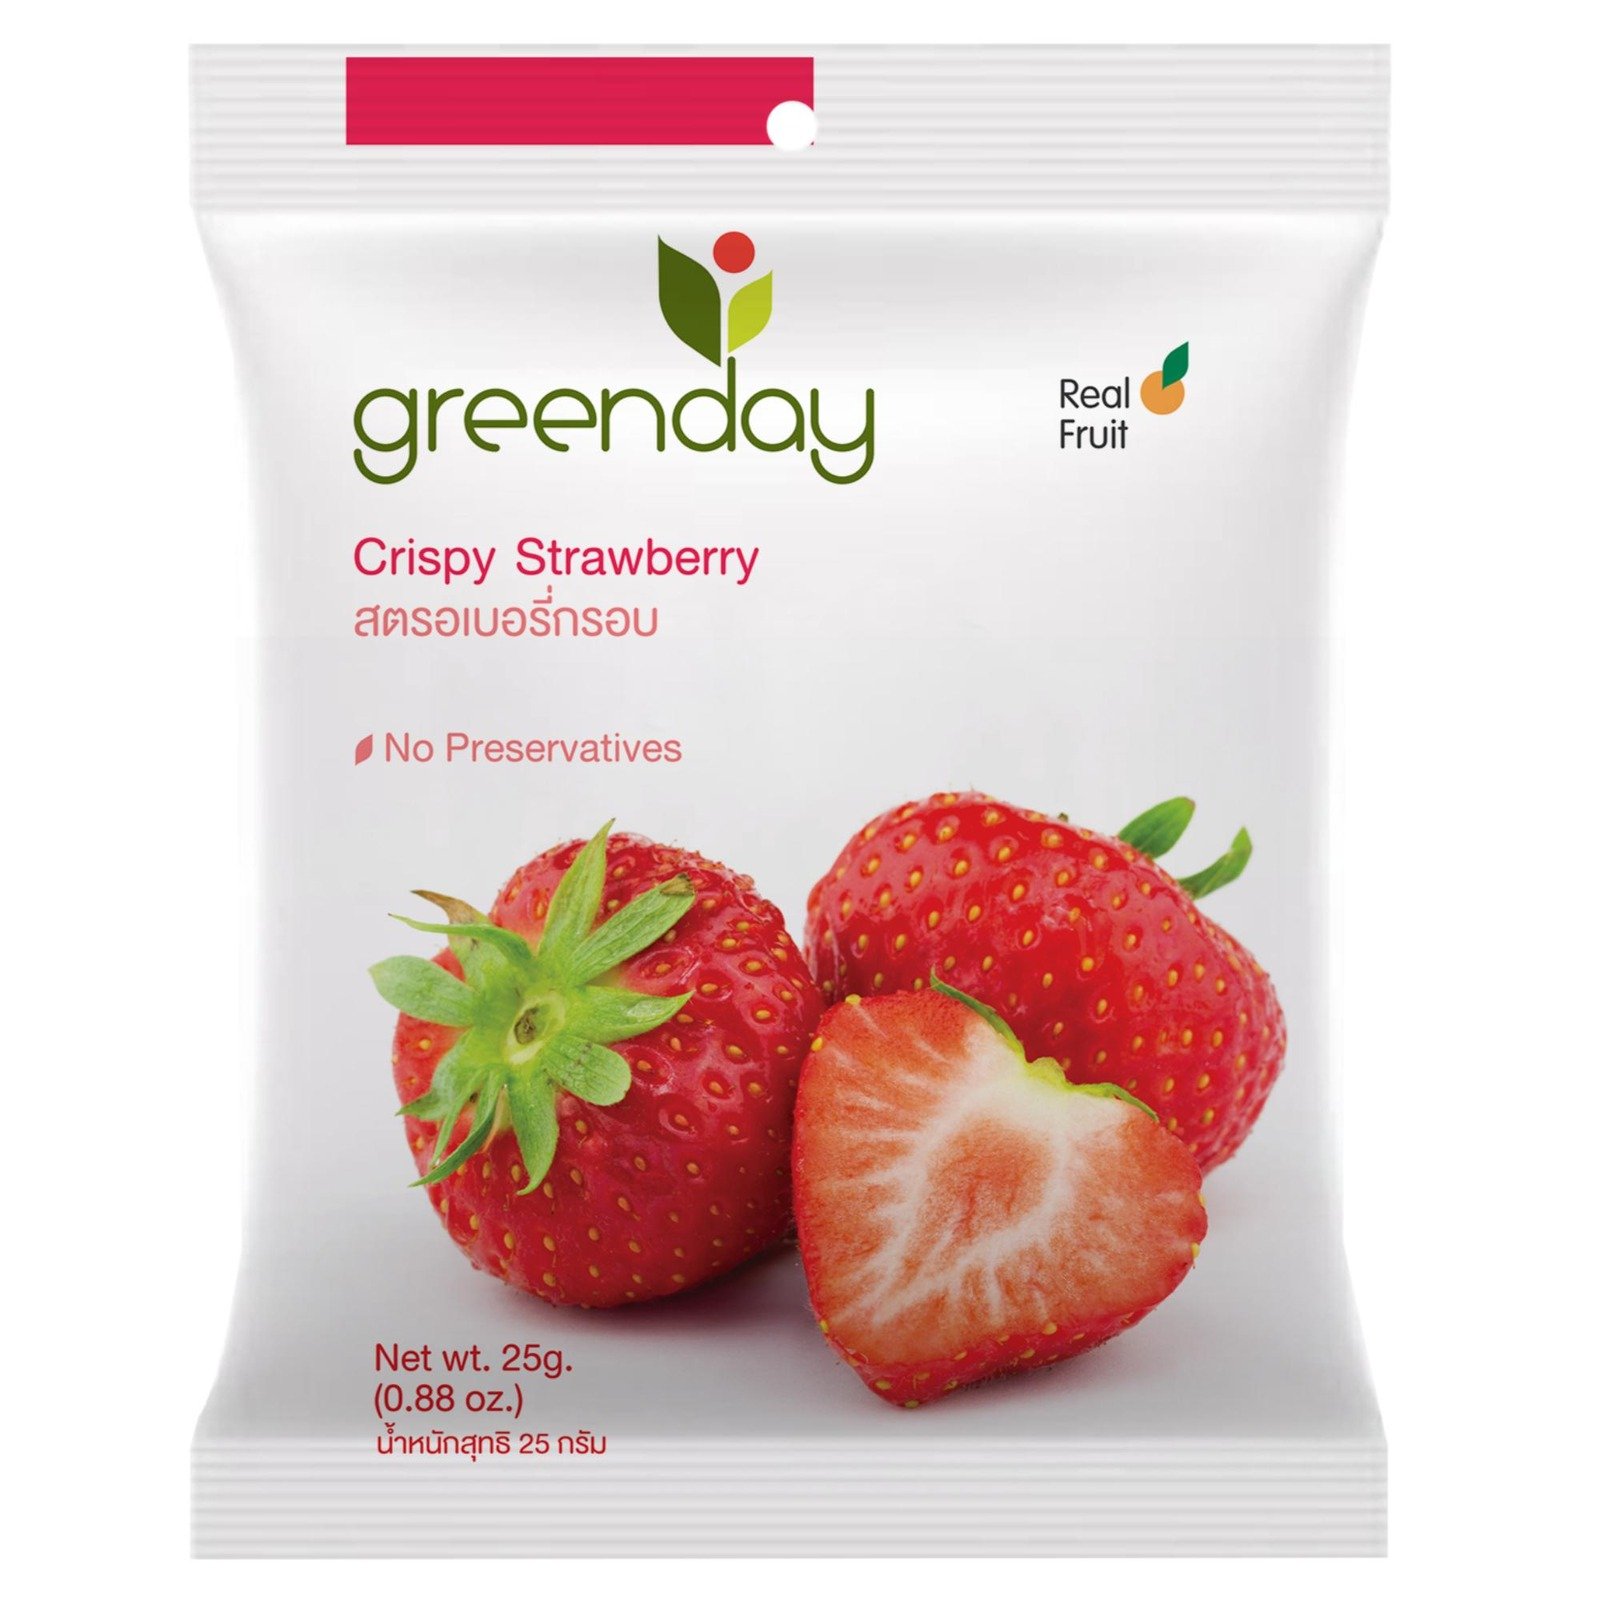 greenday
Real
Fruit
Crispy Strawberry
สตรอเบอรี่กรอบ
No Preservatives
Net wt. 25g.
(0.88 oz.)
น้ำหนักสุทธิ 25 กรัม